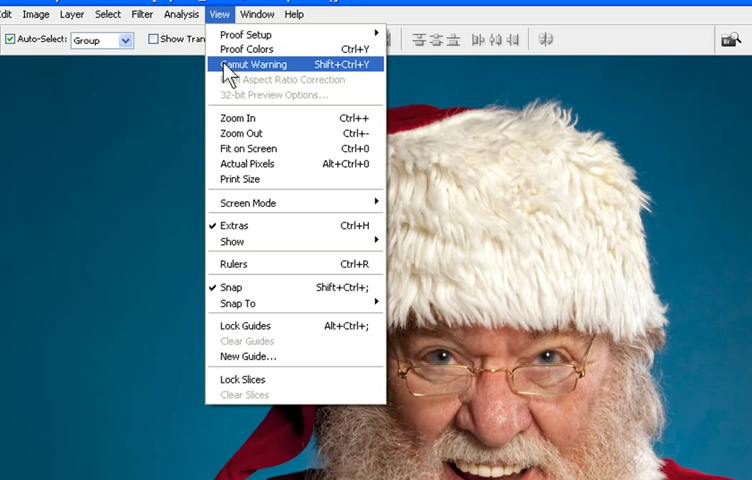 Edit Image Layer Select Filter Analysis View Window Help
Auto-Select: Group Show Tran
Proof Setup
Proof Colors Ctrl+Y
Gamut Warning Shift+Ctrl+Y
Pixel Aspect Ratio Correction
32-bit Preview Options...
Zoom In Ctrl++
Zoom Out Ctrl+-
Fit on Screen Ctrl+0
Actual Pixels Alt+Ctrl+0
Print Size
Screen Mode
Extras Ctrl+H
Show
Rulers Ctrl+R
Snap Shift+Ctrl+;
Snap To
Lock Guides Alt+Ctrl+;
Clear Guides
New Guide...
Lock Slices
Clear Slices